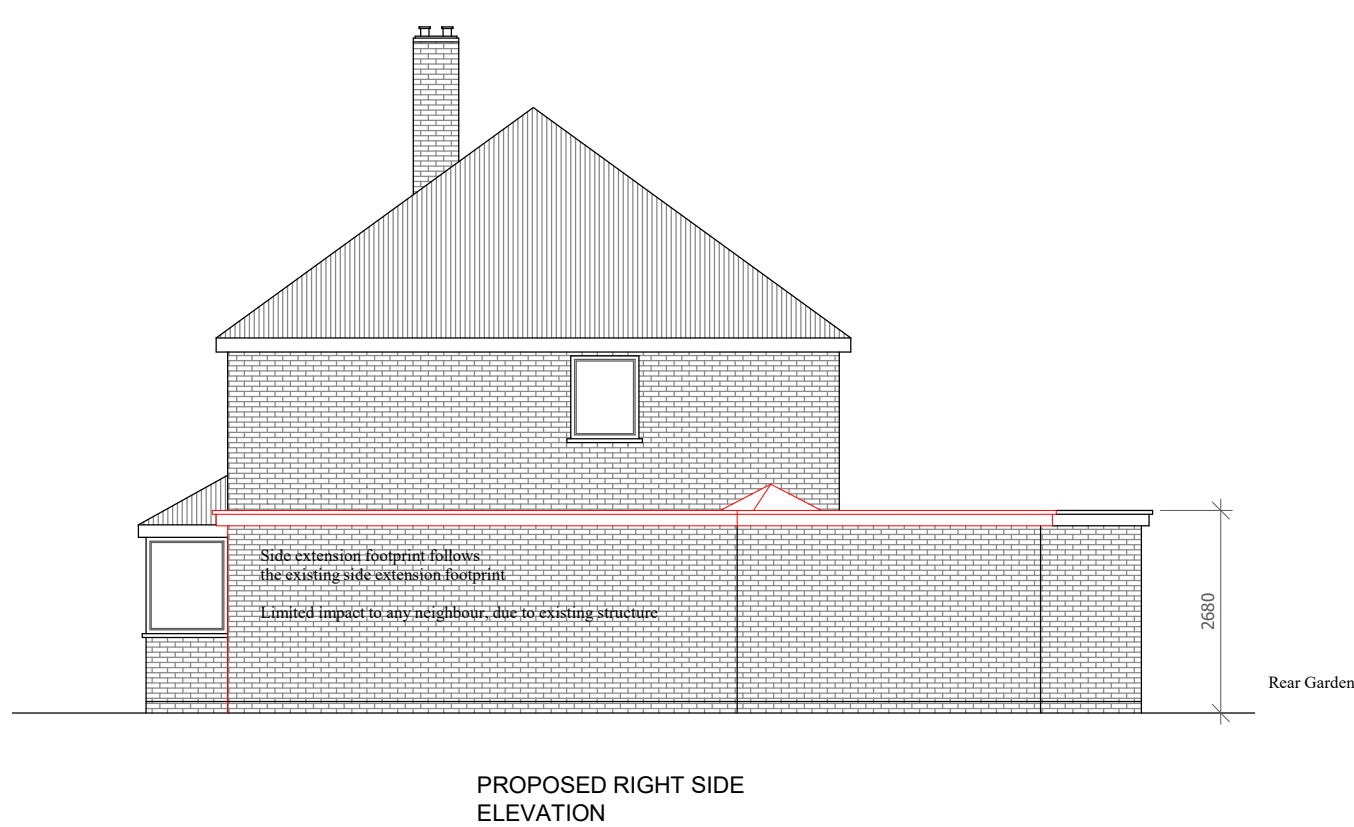 Side extension footprint follows
the existing side extension footprint
Limited impact to any neighbour, due to existing structure
2680
Rear Garden
PROPOSED RIGHT SIDE
ELEVATION